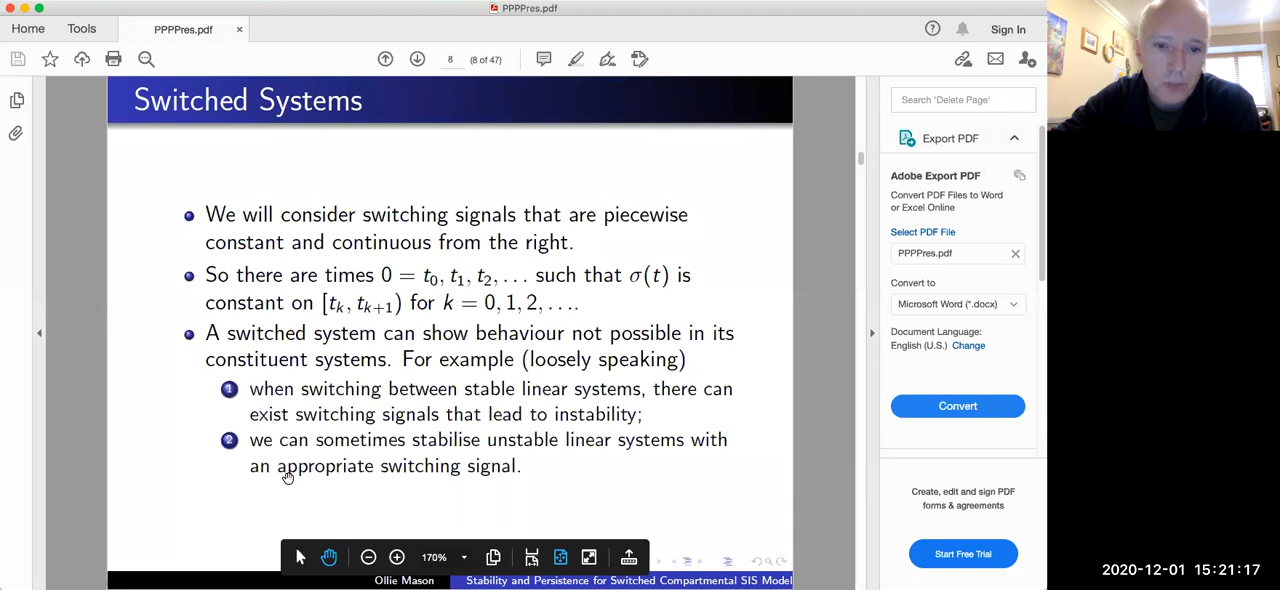 PPPPres.pdf
Home
Tools
PPPPres.pdf
Sign In
8
(8 of 47)
Search 'Delete Page'
Export PDF
Adobe Export PDF
Convert PDF Files to Word
or Excel Online
Select PDF File
PPPPres.pdf
Convert to
Microsoft Word (*.docx)
Document Language:
English (U.S.) Change
Convert
Create, edit and sign PDF
forms & agreements
Start Free Trial
Switched Systems
We will consider switching signals that are piecewise
constant and continuous from the right.
So there are times 0 = t₀, t₁, t₂, . . . such that σ(t) is
constant on [tₖ, tₖ₊₁) for k = 0, 1, 2, . . ..
A switched system can show behaviour not possible in its
constituent systems. For example (loosely speaking)
1 when switching between stable linear systems, there can
exist switching signals that lead to instability;
2 we can sometimes stabilise unstable linear systems with
an appropriate switching signal.
170%
Ollie Mason
Stability and Persistence for Switched Compartmental SIS Model
2020-12-01 15:21:17